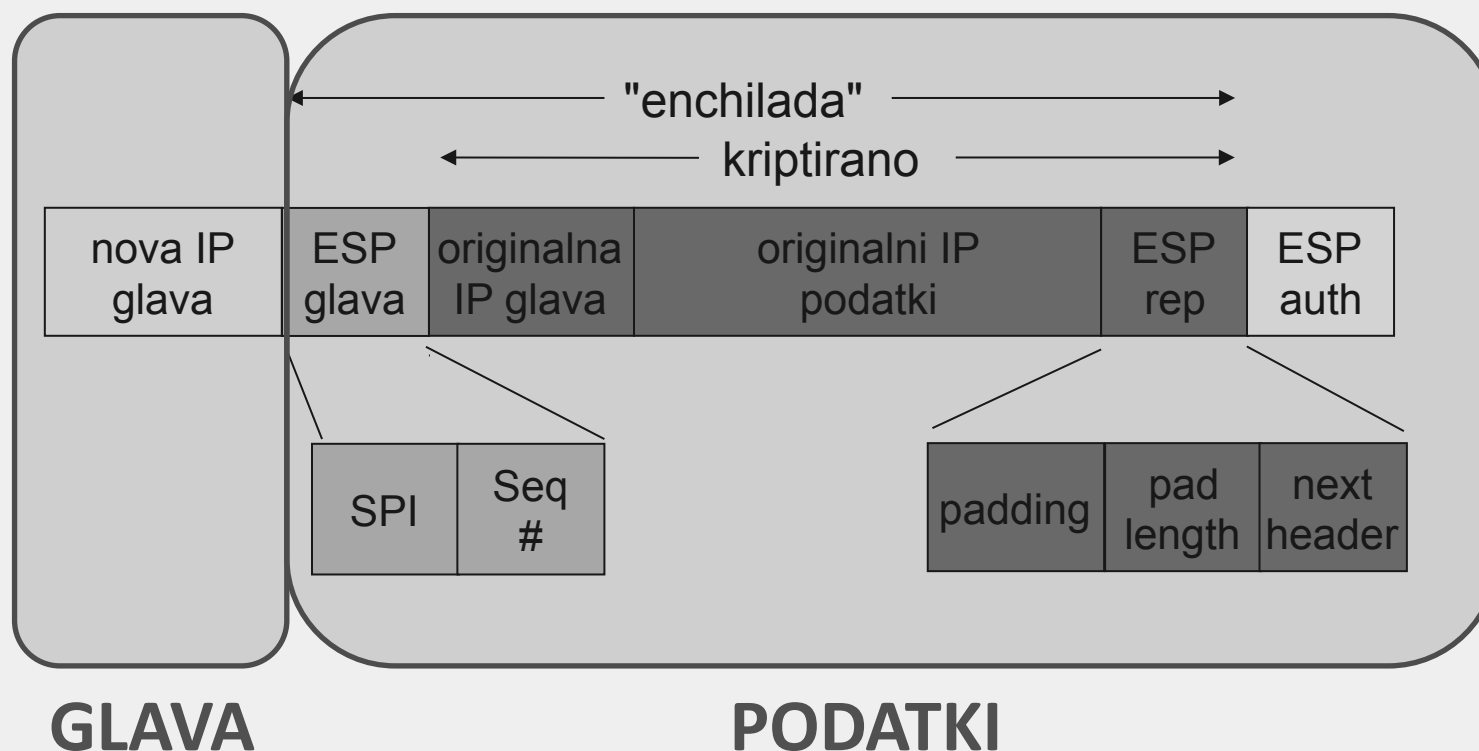 "enchilada"
kriptirano
nova IP
glava
ESP
glava
originalna
IP glava
originalni IP
podatki
ESP
rep
ESP
auth
SPI
Seq
#
padding
pad
length
next
header
GLAVA
PODATKI